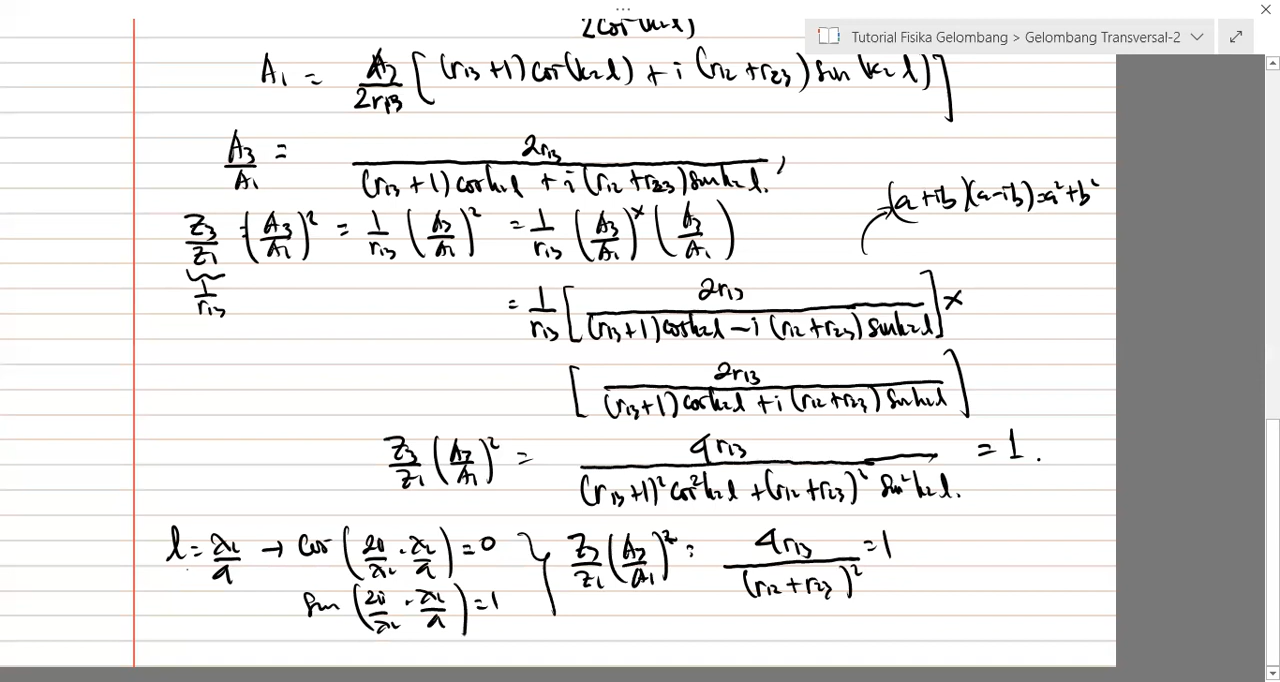 Tutorial Fisika Gelombang > Gelombang Transversal-2
2 cos(k₂l)
A₁ = A₃/2r₁₃ [(r₁₃ + 1) cos(k₂l) + i (r₁₂ + r₂₃) sin(k₂l)]
A₃/A₁ = 2r₁₃ / ((r₁₃ + 1) cos k₂l + i (r₁₂ + r₂₃) sin k₂l),
(a + ib)(a - ib) = a² + b²
Z₃/Z₁ (A₃/A₁)² = 1/r₁₃ (A₃/A₁)² = 1/r₁₃ (A₃/A₁)* (A₃/A₁)
1/r₁₃
= 1/r₁₃ [2r₁₃ / ((r₁₃ + 1) cos k₂l - i (r₁₂ + r₂₃) sin k₂l)] ×
[2r₁₃ / ((r₁₃ + 1) cos k₂l + i (r₁₂ + r₂₃) sin k₂l)]
Z₃/Z₁ (A₃/A₁)² = 4r₁₃ / ((r₁₃ + 1)² cos² k₂l + (r₁₂ + r₂₃)² sin² k₂l) = 1.
l = λ₂/4 → cos (2π/λ₂ · λ₂/4) = 0 } Z₃/Z₁ (A₃/A₁)² = 4r₁₃ / (r₁₂ + r₂₃)² = 1
sin (2π/λ₂ · λ₂/4) = 1